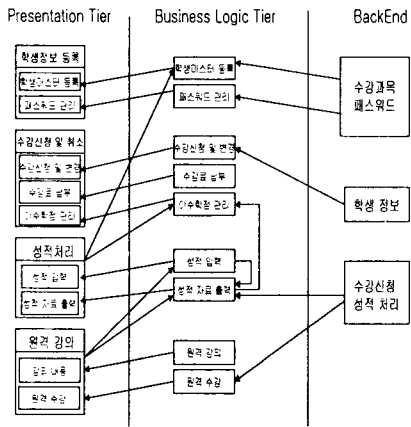 Presentation Tier
Business Logic Tier
BackEnd
학생정보 등록
학생마스터 등록
패스워드 관리
수강신청 및 취소
수강신청 및 변경
수강료 납부
이수학점 관리
성적처리
성적 입력
성적 자료 출력
원격 강의
강의 내용
원격 수강
학생마스터 등록
패스워드 관리
수강신청 및 변경
수강료 납부
이수학점 관리
성적 입력
성적 자료 출력
원격 강의
원격 수강
수강과목
패스워드
학생 정보
수강신청
성적 처리